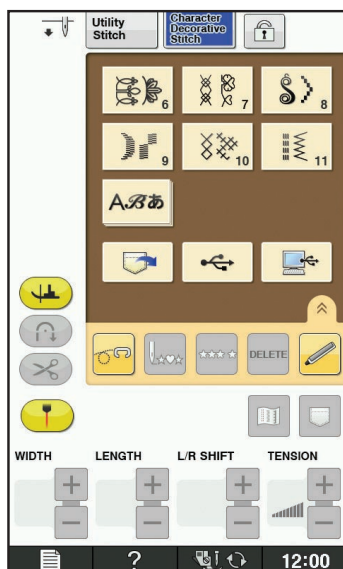 Utility
Stitch
Character
Decorative
Stitch
6
7
8
9
10
11
Aℬあ
DELETE
WIDTH
LENGTH
L/R SHIFT
TENSION
+ + + +
− − − −
?
12:00